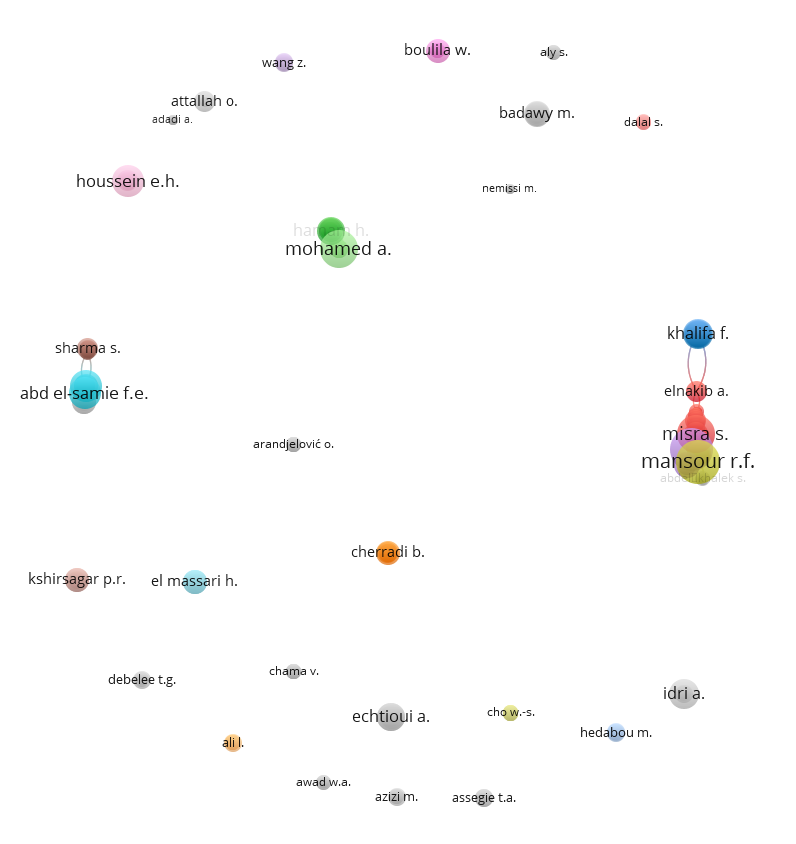 boulila w.
aly s.
wang z.
attallah o.
adadi a.
badawy m.
dalal s.
houssein e.h.
nemissi m.
hamam h.
mohamed a.
khalifa f.
sharma s.
elnakib a.
abd el-samie f.e.
misra s.
arandjelović o.
mansour r.f.
cherradi b.
kshirsagar p.r.
el massari h.
chama v.
debelee t.g.
idri a.
echtioui a.
cho w.-s.
hedabou m.
ali l.
awad w.a.
azizi m.
assegie t.a.